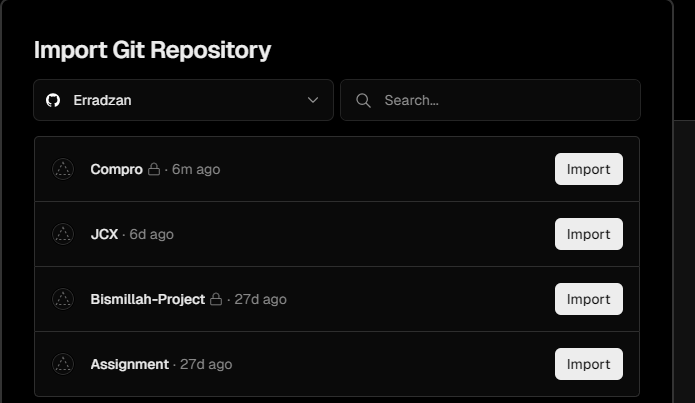 Import Git Repository
Erradzan
Search...
Compro · 6m ago
Import
JCX · 6d ago
Import
Bismillah-Project · 27d ago
Import
Assignment · 27d ago
Import